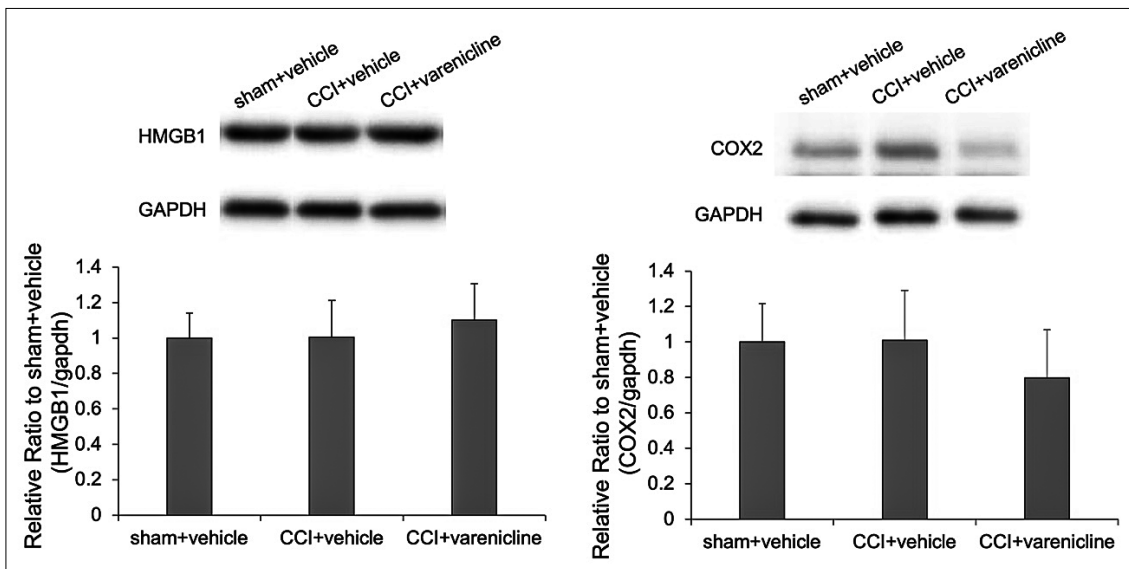 sham+vehicle
CCI+vehicle
CCI+varenicline
HMGB1
GAPDH
Relative Ratio to sham+vehicle
(HMGB1/gapdh)
1.4
1.2
1
0.8
0.6
0.4
0.2
0
sham+vehicle CCI+vehicle CCI+varenicline
sham+vehicle
CCI+vehicle
CCI+varenicline
COX2
GAPDH
Relative Ratio to sham+vehicle
(COX2/gapdh)
1.4
1.2
1
0.8
0.6
0.4
0.2
0
sham+vehicle CCI+vehicle CCI+varenicline